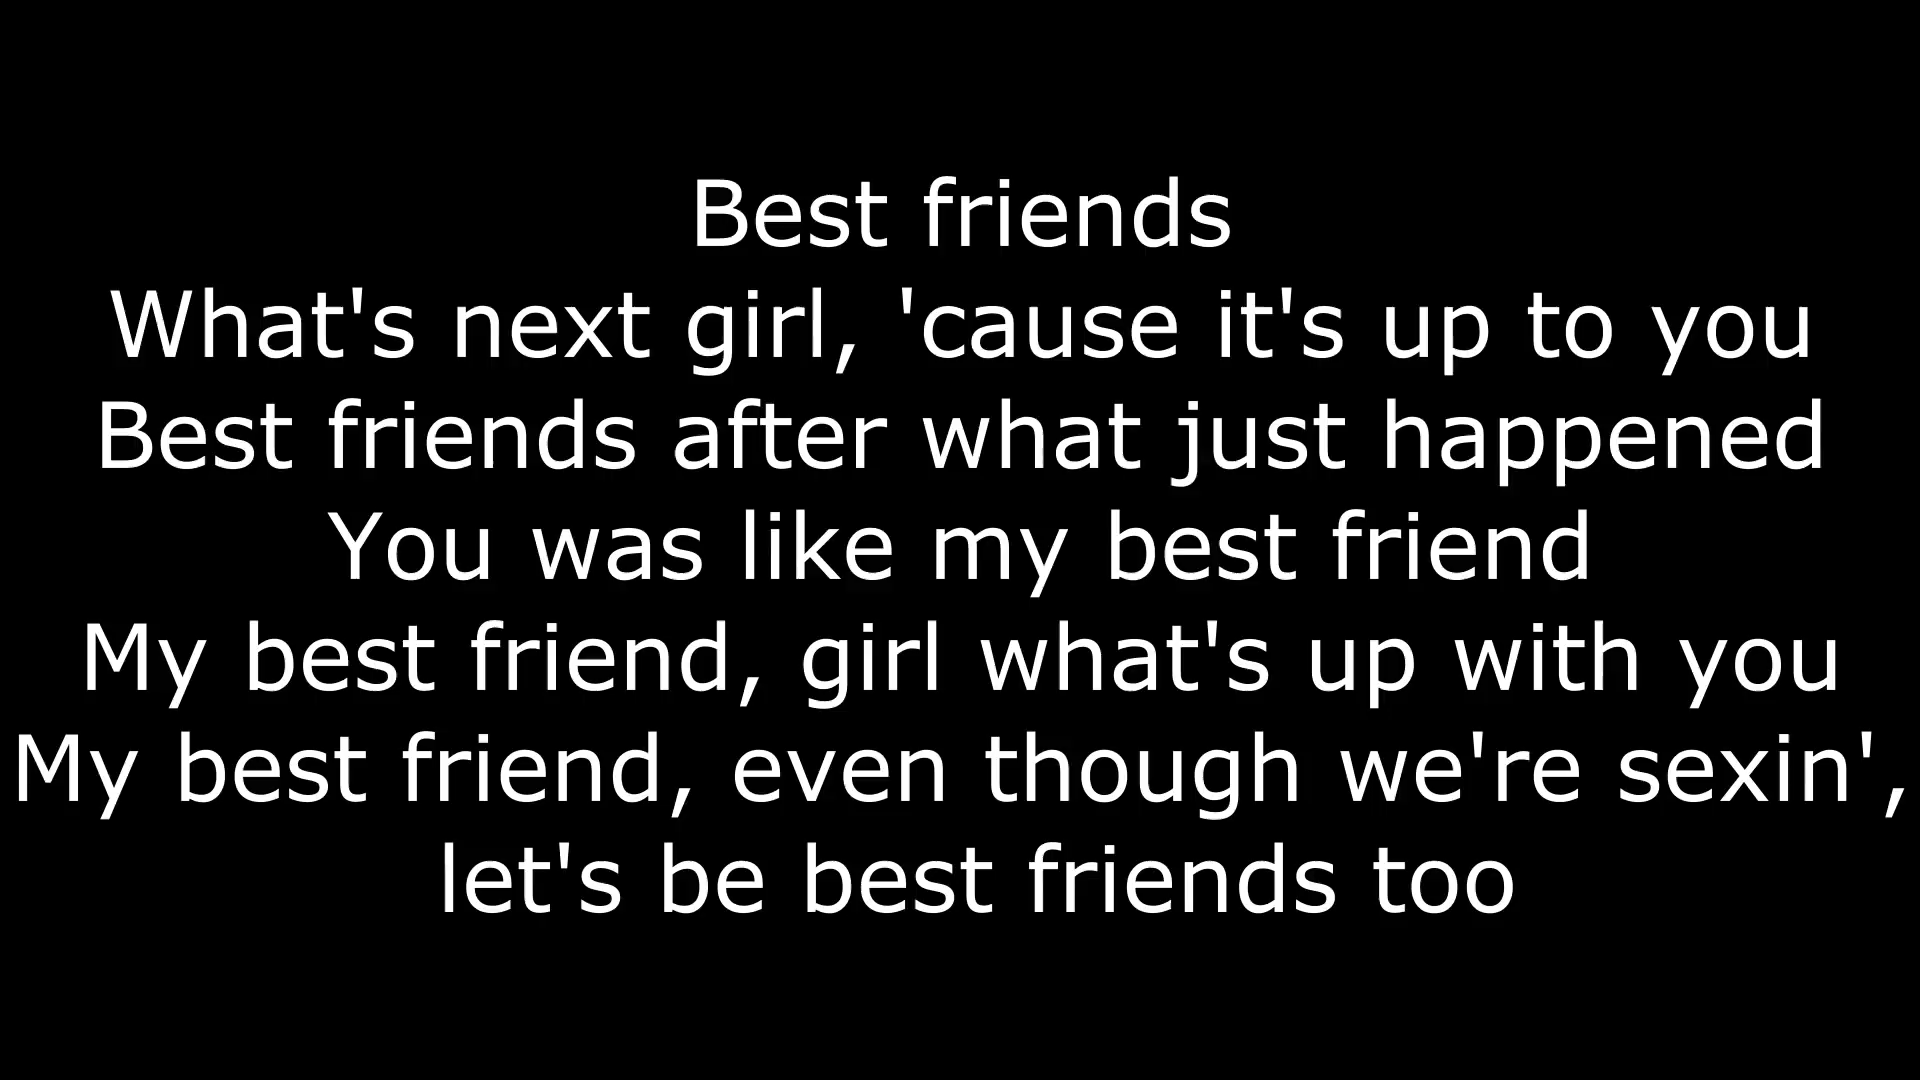 Best friends
What's next girl, 'cause it's up to you
Best friends after what just happened
You was like my best friend
My best friend, girl what's up with you
My best friend, even though we're sexin',
let's be best friends too